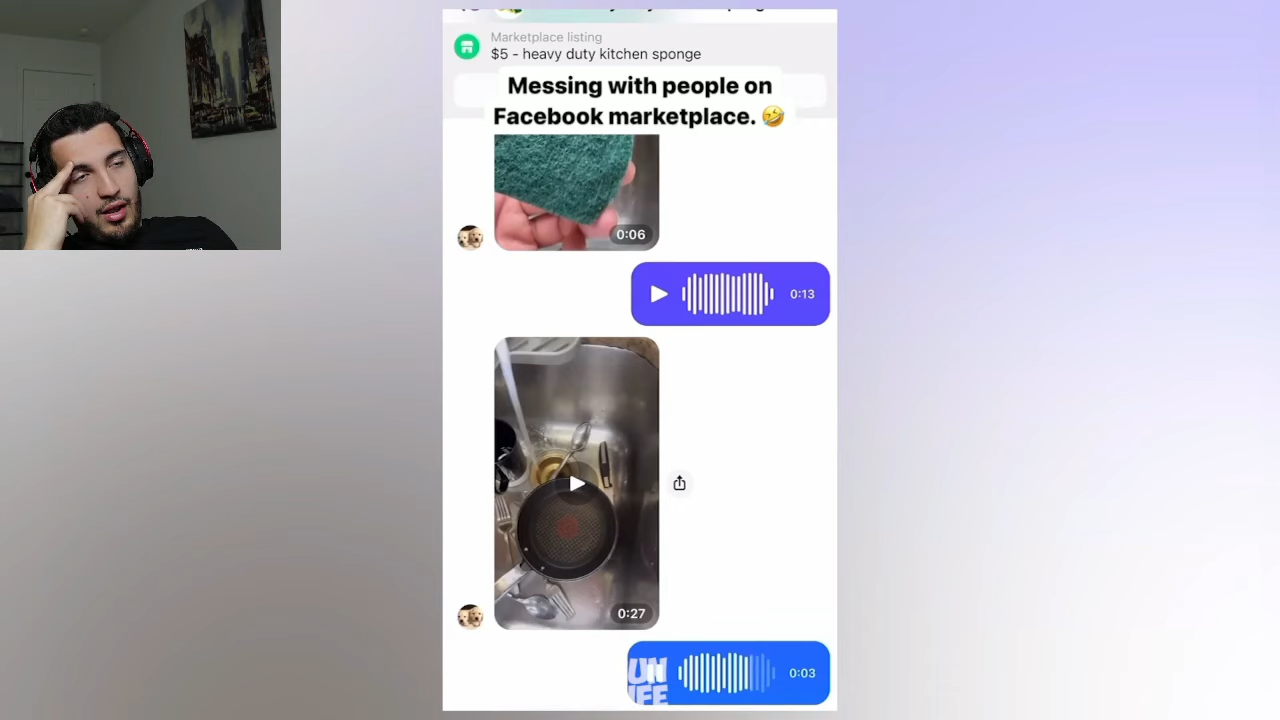 Marketplace listing
$5 - heavy duty kitchen sponge
Messing with people on
Facebook marketplace. 🤣
0:06
0:13
0:27
0:03